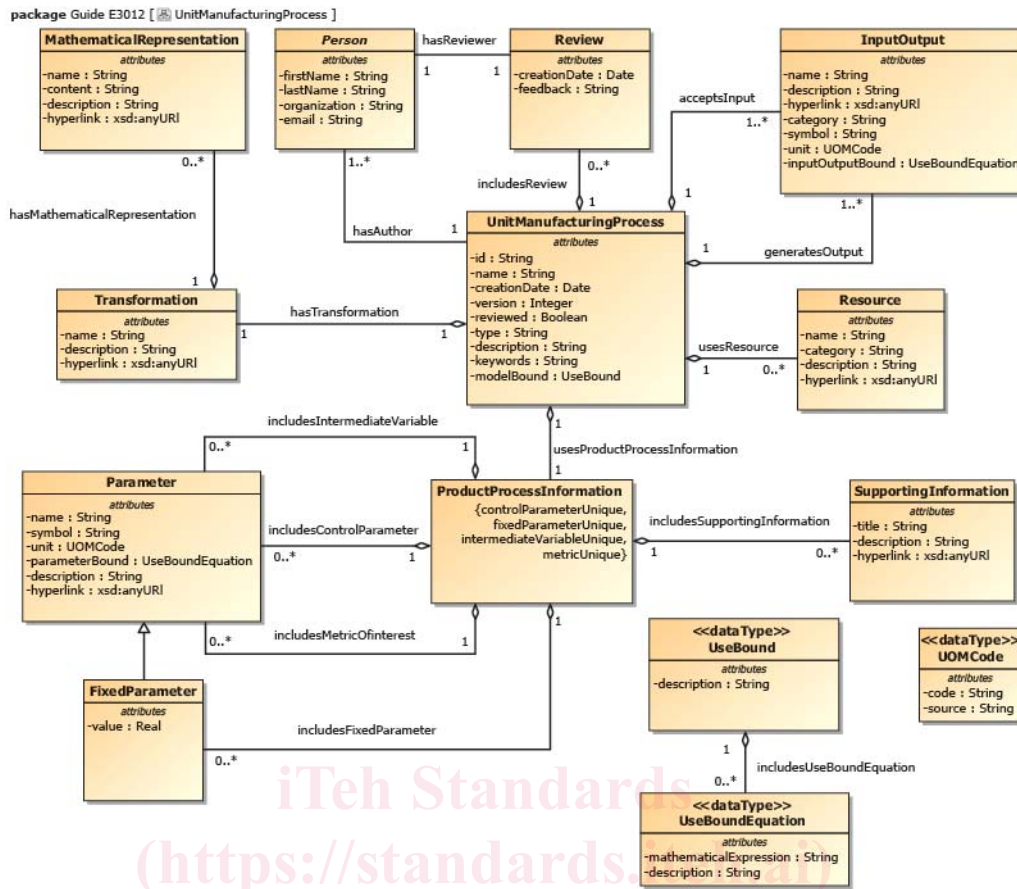 package Guide E3012 [ UnitManufacturingProcess ]
MathematicalRepresentation
attributes
-name : String
-content : String
-description : String
-hyperlink : xsd:anyURI
Person
attributes
-firstName : String
-lastName : String
-organization : String
-email : String
hasReviewer
1
1
Review
attributes
-creationDate : Date
-feedback : String
InputOutput
attributes
-name : String
-description : String
-hyperlink : xsd:anyURI
-category : String
-symbol : String
-unit : UOMCode
-inputOutputBound : UseBoundEquation
acceptsInput
1..*
1
0..*
hasMathematicalRepresentation
1
1..*
hasAuthor
1
0..*
includesReview
1
1..*
generatesOutput
1
UnitManufacturingProcess
attributes
-id : String
-name : String
-creationDate : Date
-version : Integer
-reviewed : Boolean
-type : String
-description : String
-keywords : String
-modelBound : UseBound
Transformation
attributes
-name : String
-description : String
-hyperlink : xsd:anyURI
hasTransformation
1
1
Resource
attributes
-name : String
-category : String
-description : String
-hyperlink : xsd:anyURI
usesResource
1
0..*
1
usesProductProcessInformation
1
includesIntermediateVariable
0..*
1
Parameter
attributes
-name : String
-symbol : String
-unit : UOMCode
-parameterBound : UseBoundEquation
-description : String
-hyperlink : xsd:anyURI
includesControlParameter
0..*
1
ProductProcessInformation
{controlParameterUnique,
fixedParameterUnique,
intermediateVariableUnique,
metricUnique}
includesSupportingInformation
1
0..*
SupportingInformation
attributes
-title : String
-description : String
-hyperlink : xsd:anyURI
0..*
includesMetricOfinterest
1
1
FixedParameter
attributes
-value : Real
includesFixedParameter
0..*
<<dataType>>
UseBound
attributes
-description : String
<<dataType>>
UOMCode
attributes
-code : String
-source : String
1
includesUseBoundEquation
0..*
<<dataType>>
UseBoundEquation
attributes
-mathematicalExpression : String
-description : String
iTeh Standards
(https://standards.iteh.ai)